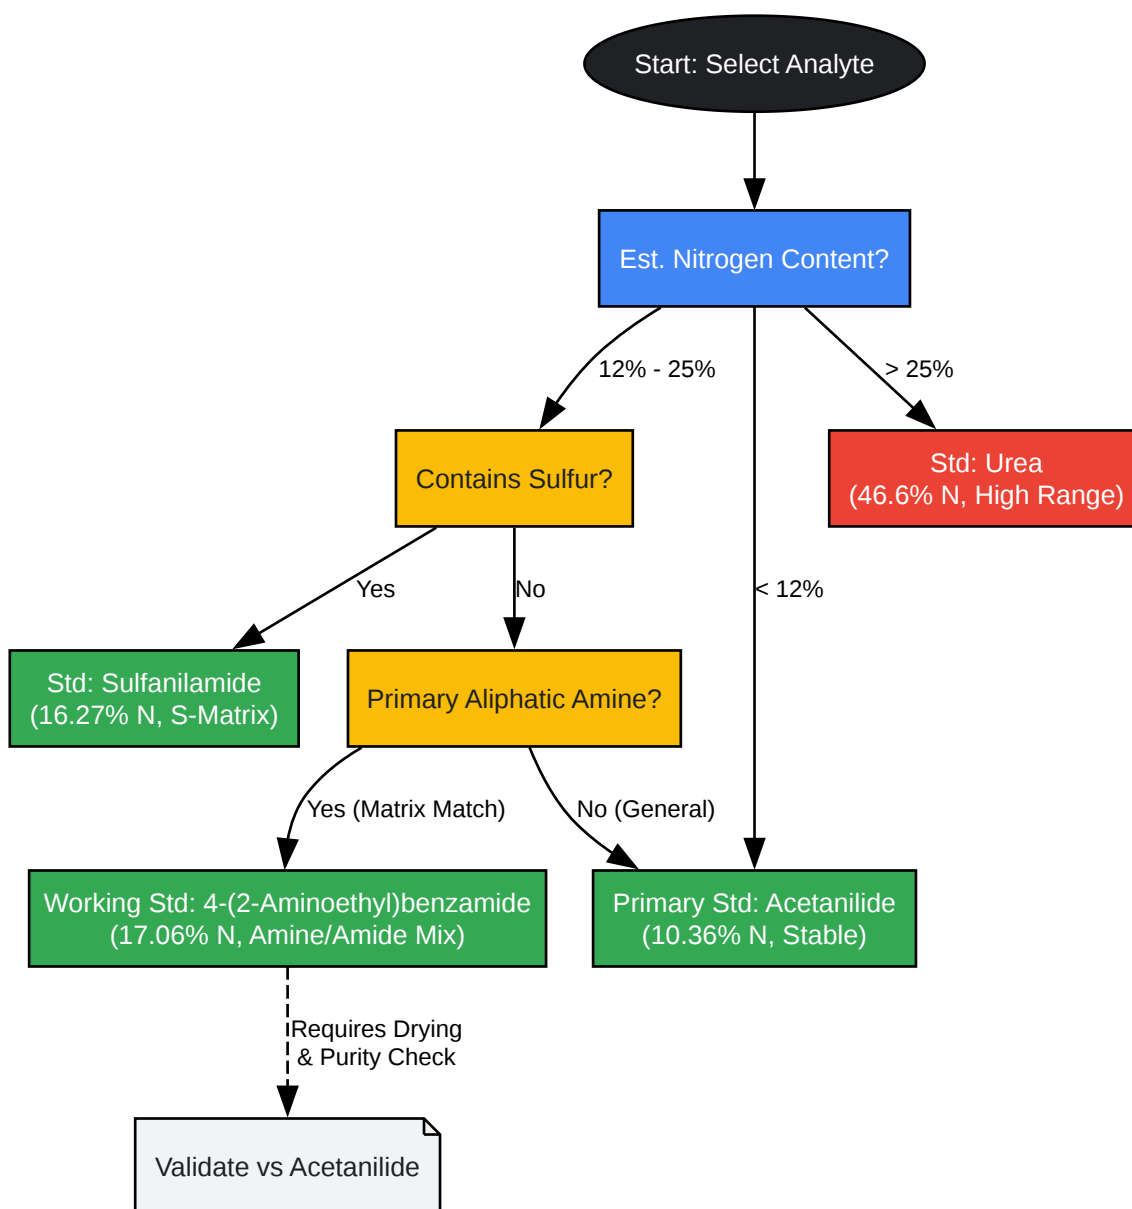 Start: Select Analyte
Est. Nitrogen Content?
12% - 25%
> 25%
Contains Sulfur?
Std: Urea
(46.6% N, High Range)
Yes
No
< 12%
Std: Sulfanilamide
(16.27% N, S-Matrix)
Primary Aliphatic Amine?
Yes (Matrix Match)
No (General)
Working Std: 4-(2-Aminoethyl)benzamide
(17.06% N, Amine/Amide Mix)
Primary Std: Acetanilide
(10.36% N, Stable)
Requires Drying
& Purity Check
Validate vs Acetanilide